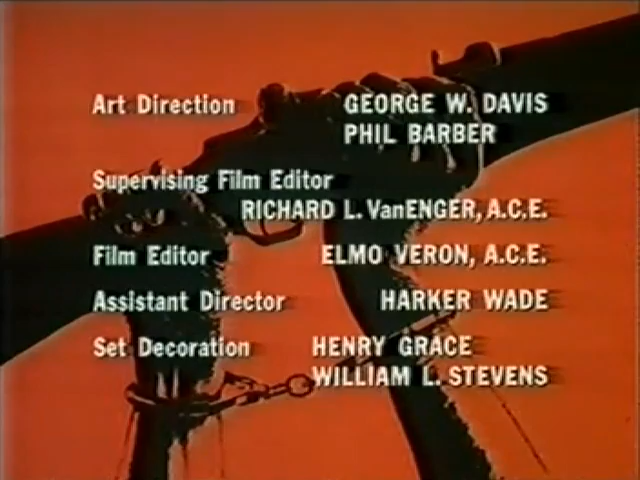 Art Direction GEORGE W. DAVIS
PHIL BARBER
Supervising Film Editor
RICHARD L. VanENGER, A.C.E.
Film Editor ELMO VERON, A.C.E.
Assistant Director HARKER WADE
Set Decoration HENRY GRACE
WILLIAM L. STEVENS